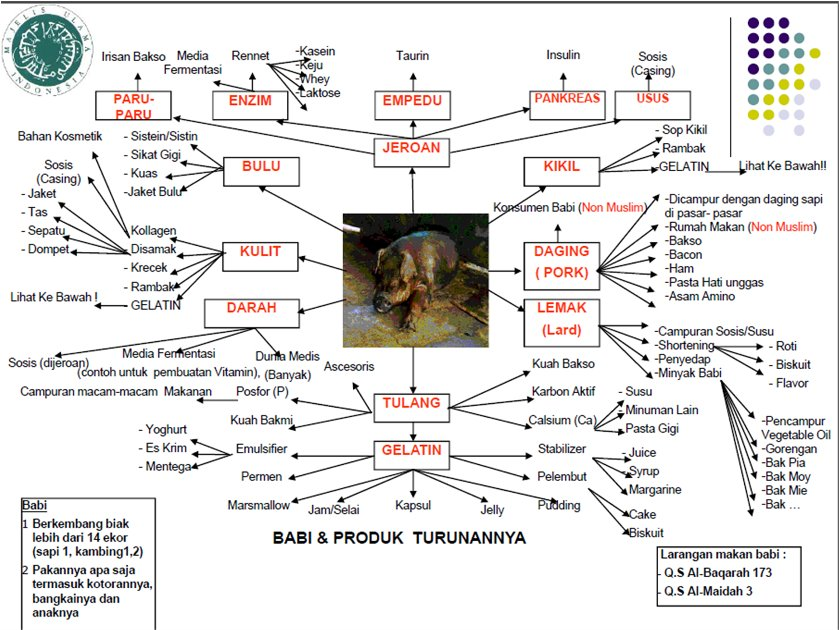 MAJELIS ULAMA
INDONESIA
Irisan Bakso
Media
Fermentasi
Rennet
-Kasein
-Keju
-Whey
-Laktose
Taurin
Insulin
Sosis
(Casing)
PARU-
PARU
ENZIM
EMPEDU
PANKREAS
USUS
JEROAN
Bahan Kosmetik
- Sistein/Sistin
- Sikat Gigi
- Kuas
-Jaket Bulu
BULU
KIKIL
- Sop Kikil
- Rambak
-GELATIN
Lihat Ke Bawah!!
Sosis
(Casing)
- Jaket
- Tas
- Sepatu
- Dompet
-Kollagen
- Disamak
- Krecek
- Rambak
- GELATIN
Lihat Ke Bawah !
KULIT
Konsumen Babi (Non Muslim)
DAGING
( PORK)
-Dicampur dengan daging sapi
di pasar- pasar
-Rumah Makan (Non Muslim)
-Bakso
-Bacon
-Ham
-Pasta Hati unggas
-Asam Amino
DARAH
Sosis (dijeroan)
Media Fermentasi
(contoh untuk pembuatan Vitamin),
Dunia Medis
(Banyak)
LEMAK
(Lard)
-Campuran Sosis/Susu
-Shortening
-Penyedap
-Minyak Babi
- Roti
- Biskuit
- Flavor
-Pencampur
Vegetable Oil
-Gorengan
-Bak Pia
-Bak Moy
-Bak Mie
-Bak ...
Ascesoris
Kuah Bakso
Campuran macam-macam Makanan
Posfor (P)
Kuah Bakmi
TULANG
Karbon Aktif
Calsium (Ca)
- Susu
- Minuman Lain
- Pasta Gigi
- Yoghurt
- Es Krim
- Mentega
Emulsifier
GELATIN
Stabilizer
- Juice
-Syrup
Margarine
Permen
Pelembut
Marsmallow
Jam/Selai
Kapsul
Jelly
Pudding
Cake
Biskuit
BABI & PRODUK TURUNANNYA
Babi
1 Berkembang biak
lebih dari 14 ekor
(sapi 1, kambing1,2)
2 Pakannya apa saja
termasuk kotorannya,
bangkainya dan
anaknya
Larangan makan babi :
- Q.S Al-Baqarah 173
- Q.S Al-Maidah 3